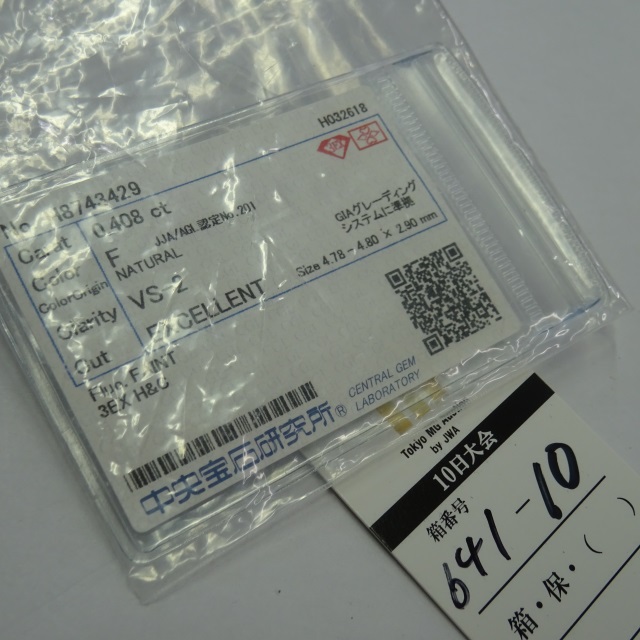 H032618
No. 18743429
Carat 0.408 ct
Color F JJA/AGL 認定No.201
ColorOrigin NATURAL
GIAグレーディング
システムに準拠
Clarity VS 2
Size 4.78 - 4.80 × 2.90 mm
Cut EXCELLENT
Fluo. FAINT
3EX H&C
中央宝石研究所®
CENTRAL GEM
LABORATORY
Tokyo
by JWA
10日大会
箱番号
641-10
箱・保・( )